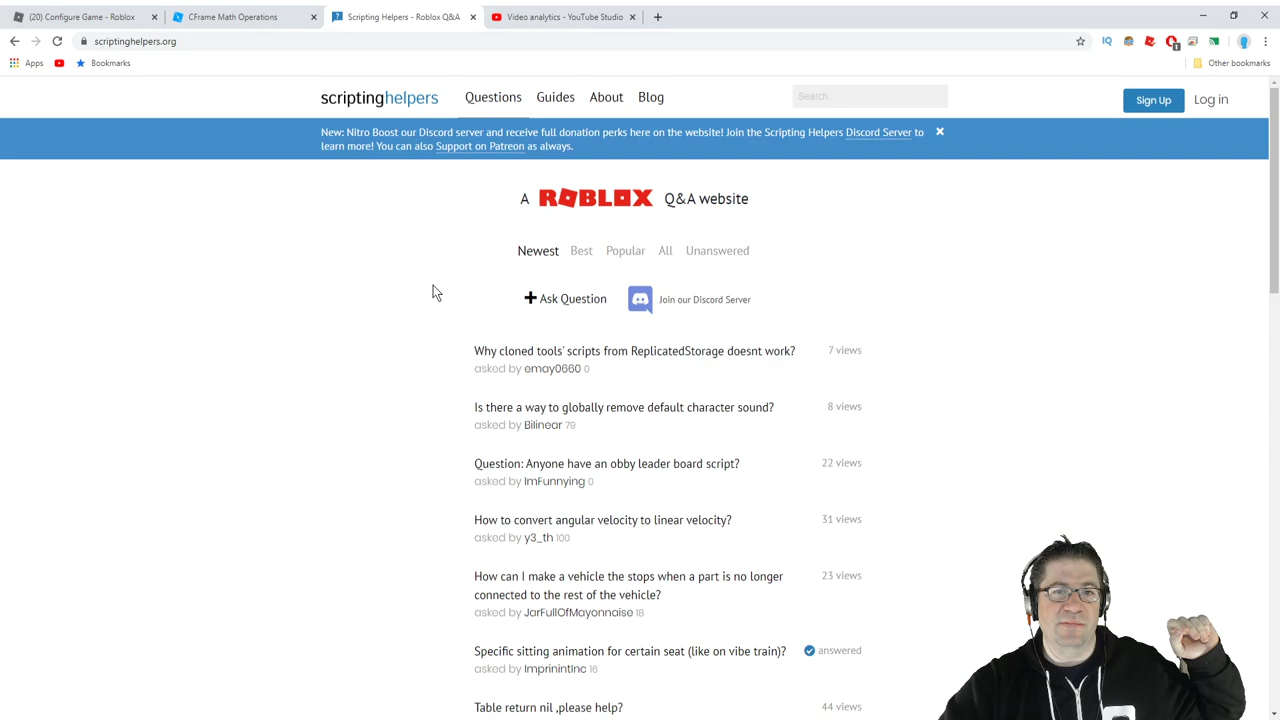 (20) Configure Game - Roblox
CFrame Math Operations
Scripting Helpers - Roblox Q&A
Video analytics - YouTube Studio
scriptinghelpers.org
Apps
Bookmarks
Other bookmarks
scriptinghelpers
Questions
Guides
About
Blog
Search...
Sign Up
Log in
New: Nitro Boost our Discord server and receive full donation perks here on the website! Join the Scripting Helpers Discord Server to
learn more! You can also Support on Patreon as always.
A ROBLOX Q&A website
Newest
Best
Popular
All
Unanswered
Ask Question
Join our Discord Server
Why cloned tools' scripts from ReplicatedStorage doesnt work?
7 views
asked by emay0660 0
Is there a way to globally remove default character sound?
8 views
asked by Bilinear 79
Question: Anyone have an obby leader board script?
22 views
asked by ImFunnying 0
How to convert angular velocity to linear velocity?
31 views
asked by y3_th 100
How can I make a vehicle the stops when a part is no longer
connected to the rest of the vehicle?
23 views
asked by JarFullOfMayonnaise 18
Specific sitting animation for certain seat (like on vibe train)?
answered
asked by ImprinintInc 16
Table return nil ,please help?
44 views